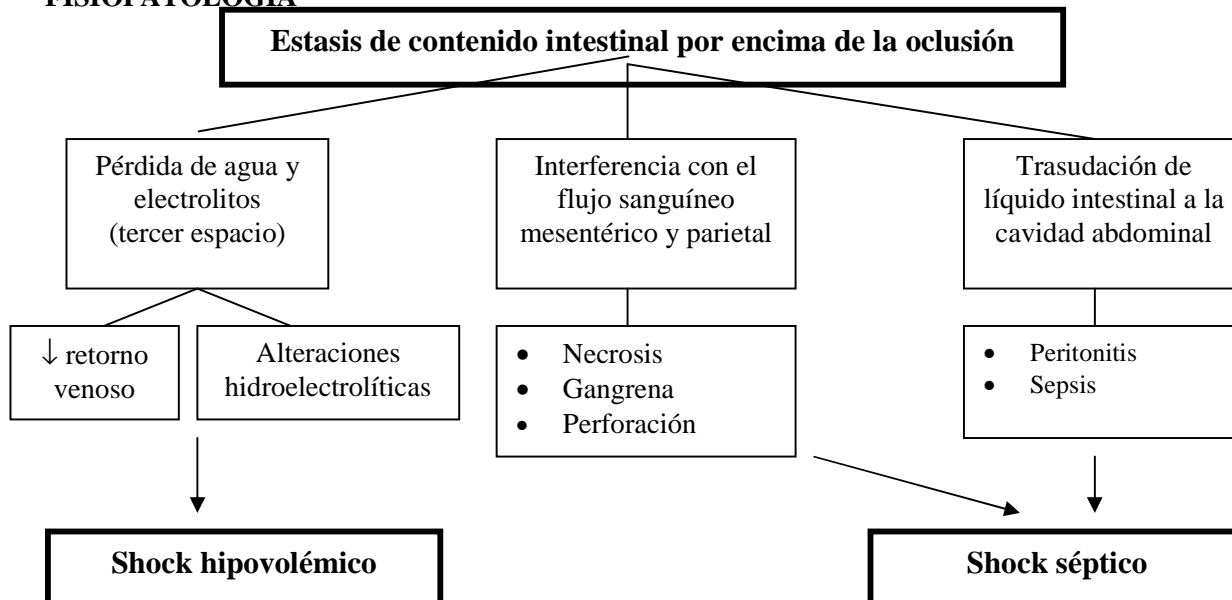 FISIOPATOLOGÍA
Estasis de contenido intestinal por encima de la oclusión
Pérdida de agua y
electrolitos
(tercer espacio)
Interferencia con el
flujo sanguíneo
mesentérico y parietal
Trasudación de
líquido intestinal a la
cavidad abdominal
↓ retorno
venoso
Alteraciones
hidroelectrolíticas
• Necrosis
• Gangrena
• Perforación
• Peritonitis
• Sepsis
Shock hipovolémico
Shock séptico